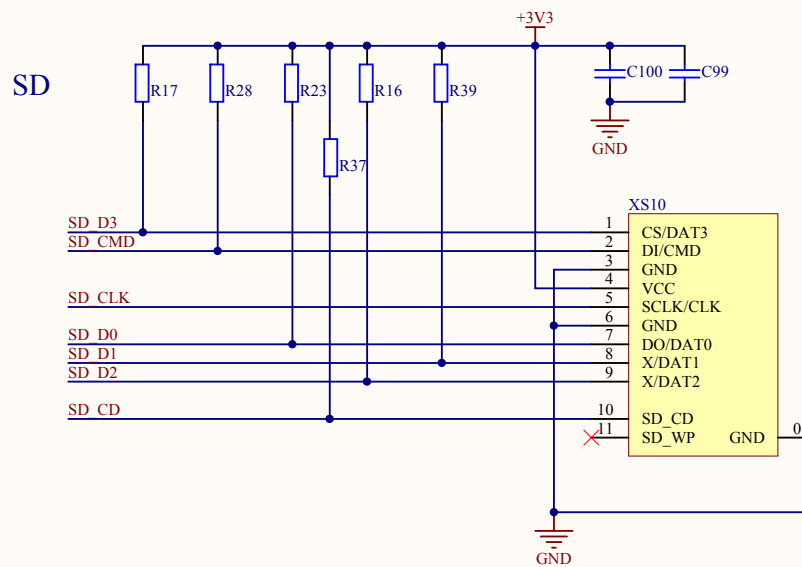 +3V3
SD
R17
R28
R23
R16
R39
C100
C99
R37
GND
XS10
SD_D3
1
CS/DAT3
SD_CMD
2
DI/CMD
3
GND
4
VCC
SD_CLK
5
SCLK/CLK
6
GND
SD_D0
7
DO/DAT0
SD_D1
8
X/DAT1
SD_D2
9
X/DAT2
SD_CD
10
SD_CD
11
SD_WP
GND
0
GND